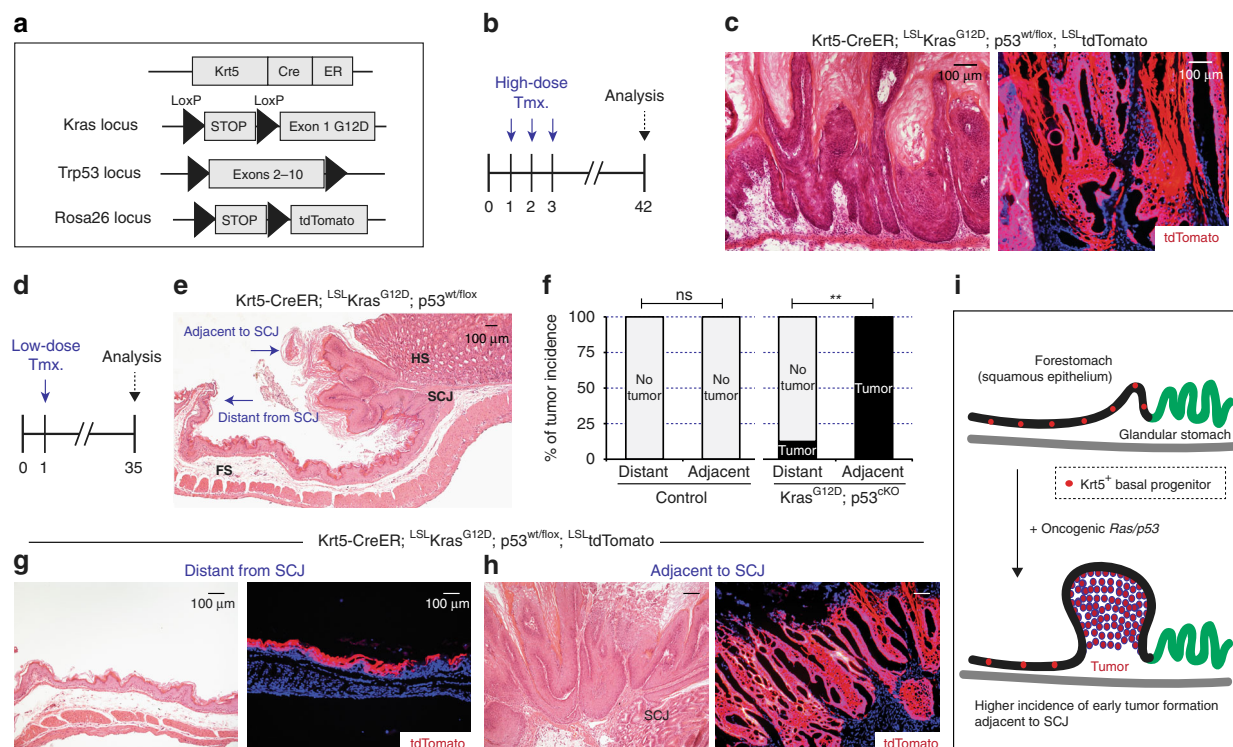 a
Krt5 Cre ER
LoxP LoxP
Kras locus STOP Exon 1 G12D
Trp53 locus Exons 2–10
Rosa26 locus STOP tdTomato
b
High-dose
Tmx.
Analysis
0 1 2 3 42
c
Krt5-CreER; LSLKrasG12D; p53wt/flox; LSLtdTomato
100 µm 100 µm
tdTomato
d
Low-dose
Tmx.
Analysis
0 1 35
e
Krt5-CreER; LSLKrasG12D; p53wt/flox
Adjacent to SCJ
100 µm
HS
SCJ
Distant from SCJ
FS
f
ns **
% of tumor incidence
100
75
50
25
0
No tumor
No tumor
No tumor
Tumor
Tumor
Distant Adjacent Distant Adjacent
Control KrasG12D; p53cKO
Krt5-CreER; LSLKrasG12D; p53wt/flox; LSLtdTomato
g
Distant from SCJ
100 µm 100 µm
tdTomato
h
Adjacent to SCJ
SCJ
tdTomato
i
Forestomach
(squamous epithelium)
Glandular stomach
Krt5+ basal progenitor
+ Oncogenic Ras/p53
Tumor
Higher incidence of early tumor formation
adjacent to SCJ